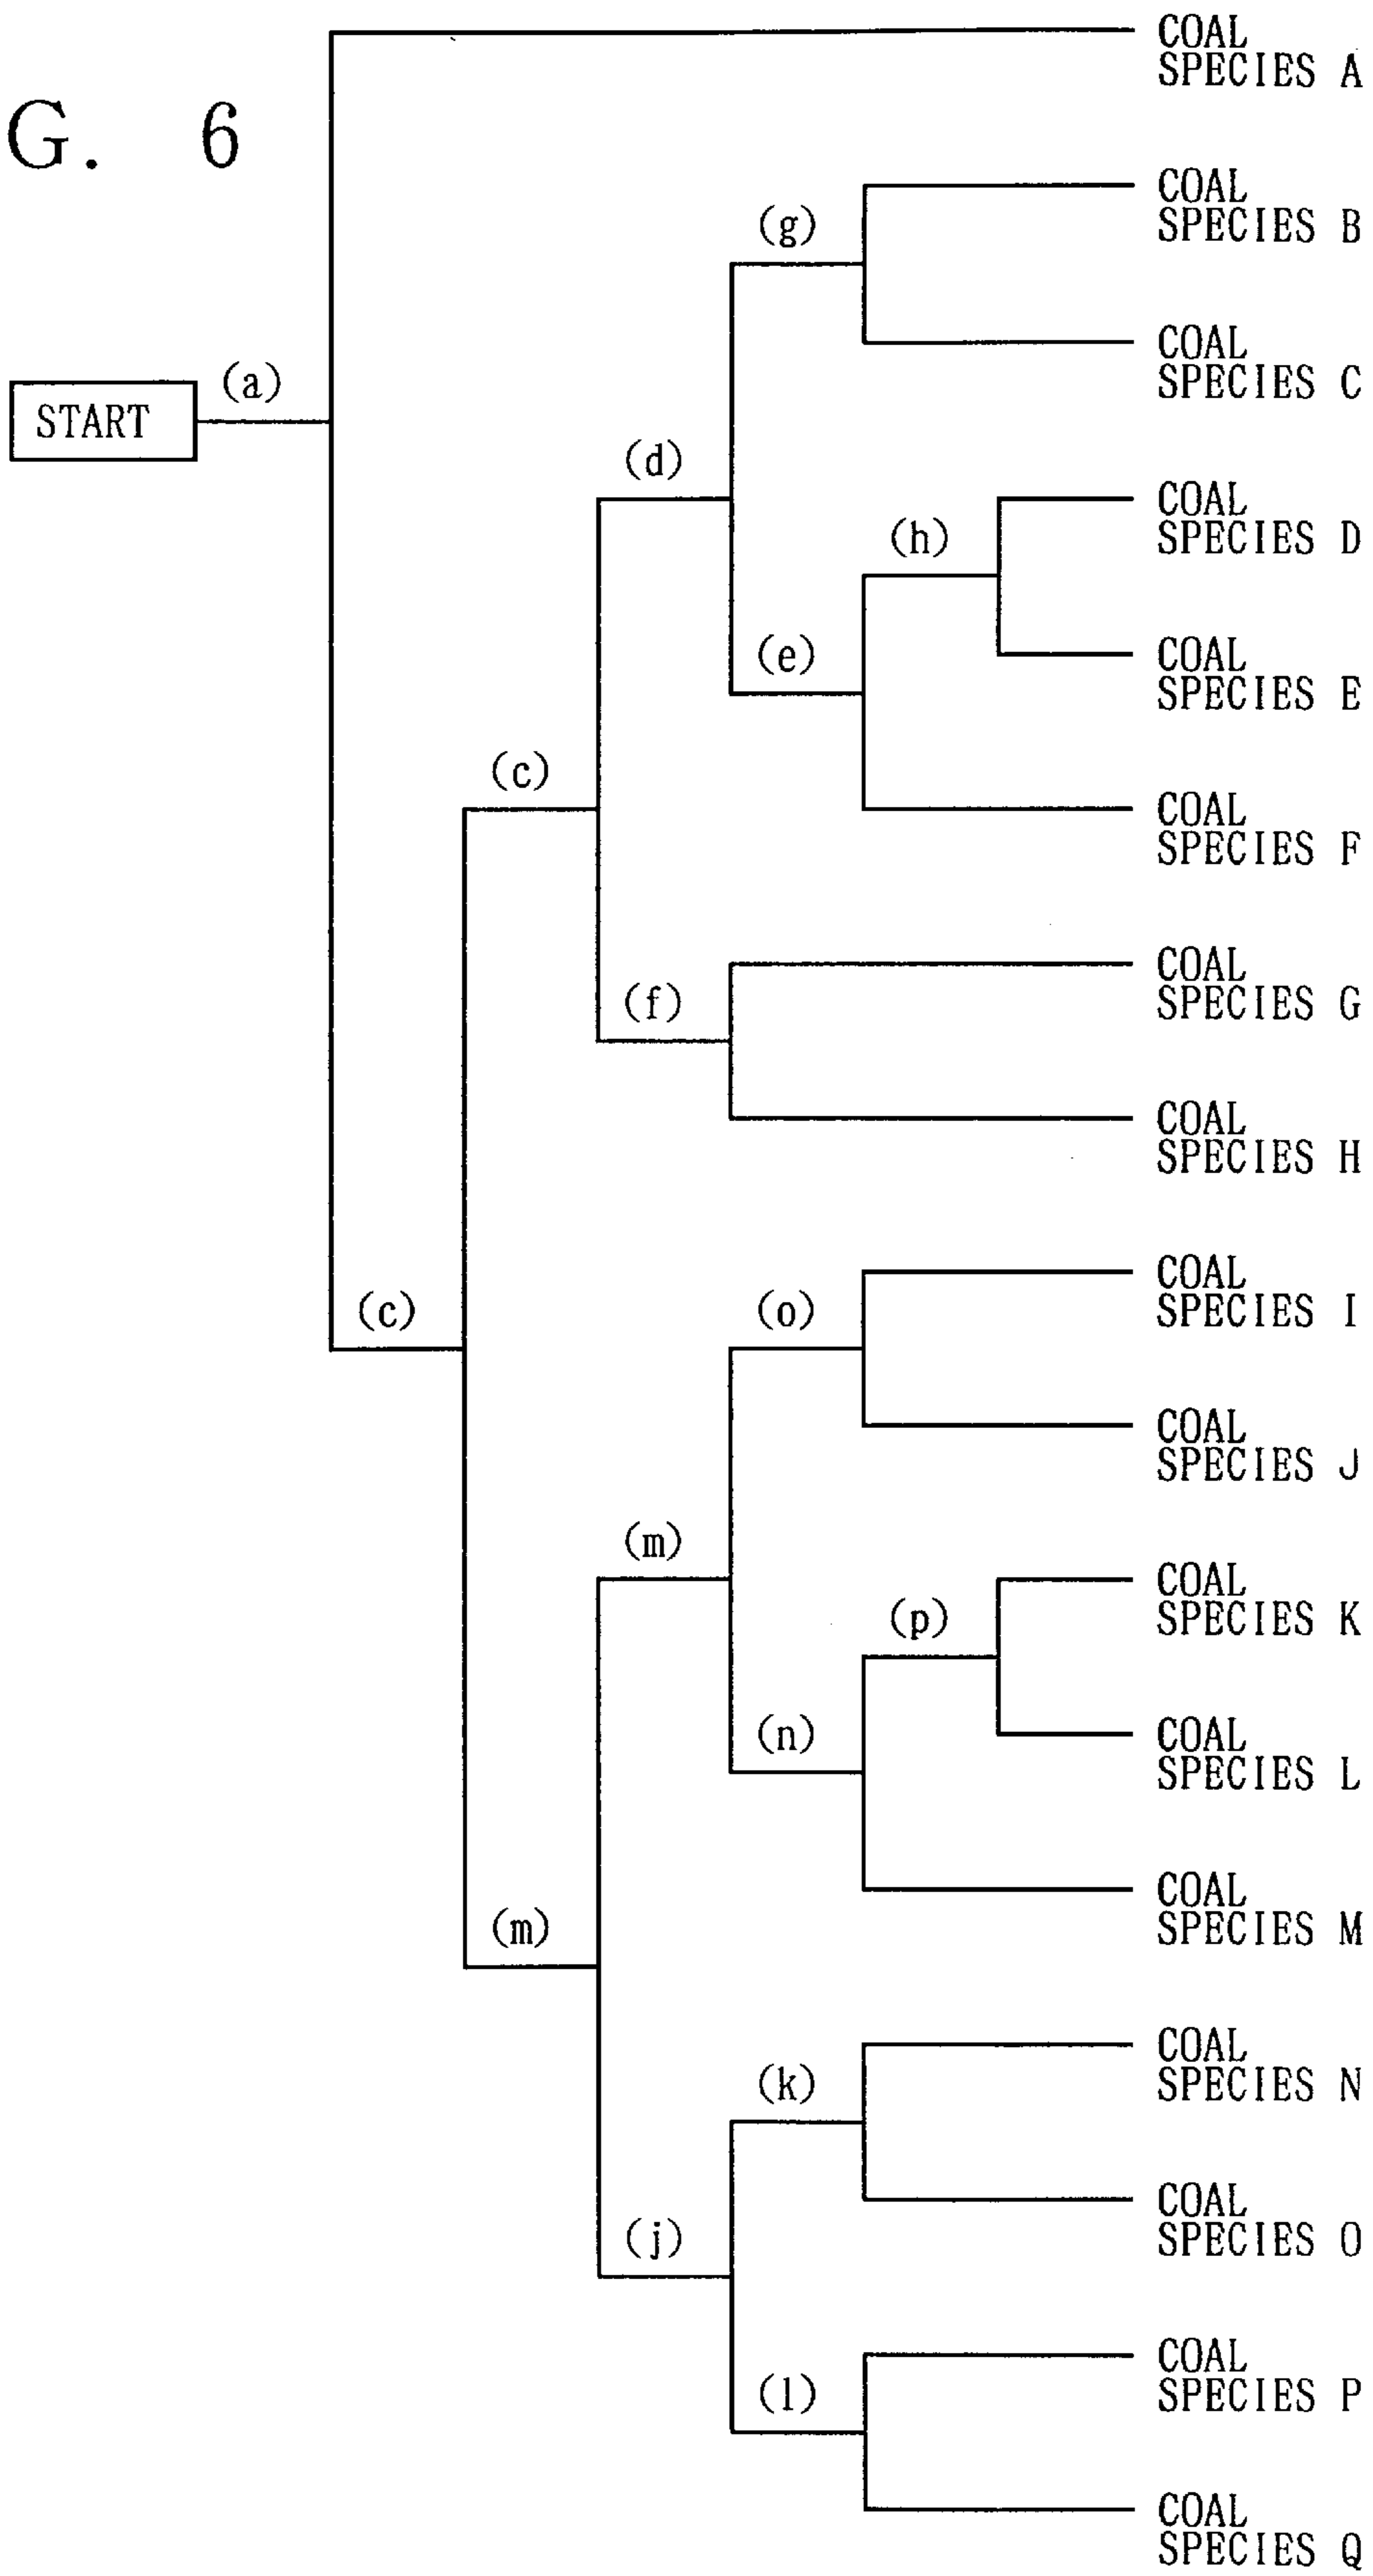 COAL
SPECIES A
G. 6
COAL
SPECIES B
(g)
COAL
SPECIES C
(a)
START
(d)
COAL
SPECIES D
(h)
COAL
SPECIES E
(e)
(c)
COAL
SPECIES F
COAL
SPECIES G
(f)
COAL
SPECIES H
COAL
SPECIES I
(o)
(c)
COAL
SPECIES J
(m)
COAL
SPECIES K
(p)
COAL
SPECIES L
(n)
COAL
SPECIES M
(m)
COAL
SPECIES N
(k)
COAL
SPECIES O
(j)
COAL
SPECIES P
(l)
COAL
SPECIES Q